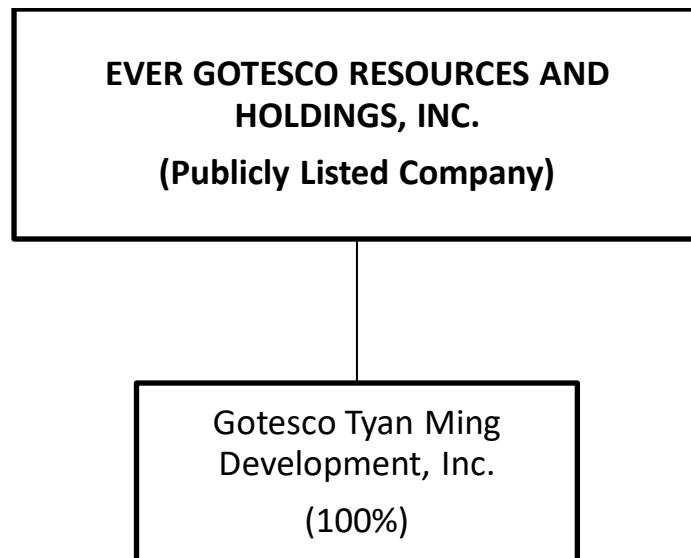 EVER GOTESCO RESOURCES AND
HOLDINGS, INC.
(Publicly Listed Company)
Gotesco Tyan Ming
Development, Inc.
(100%)